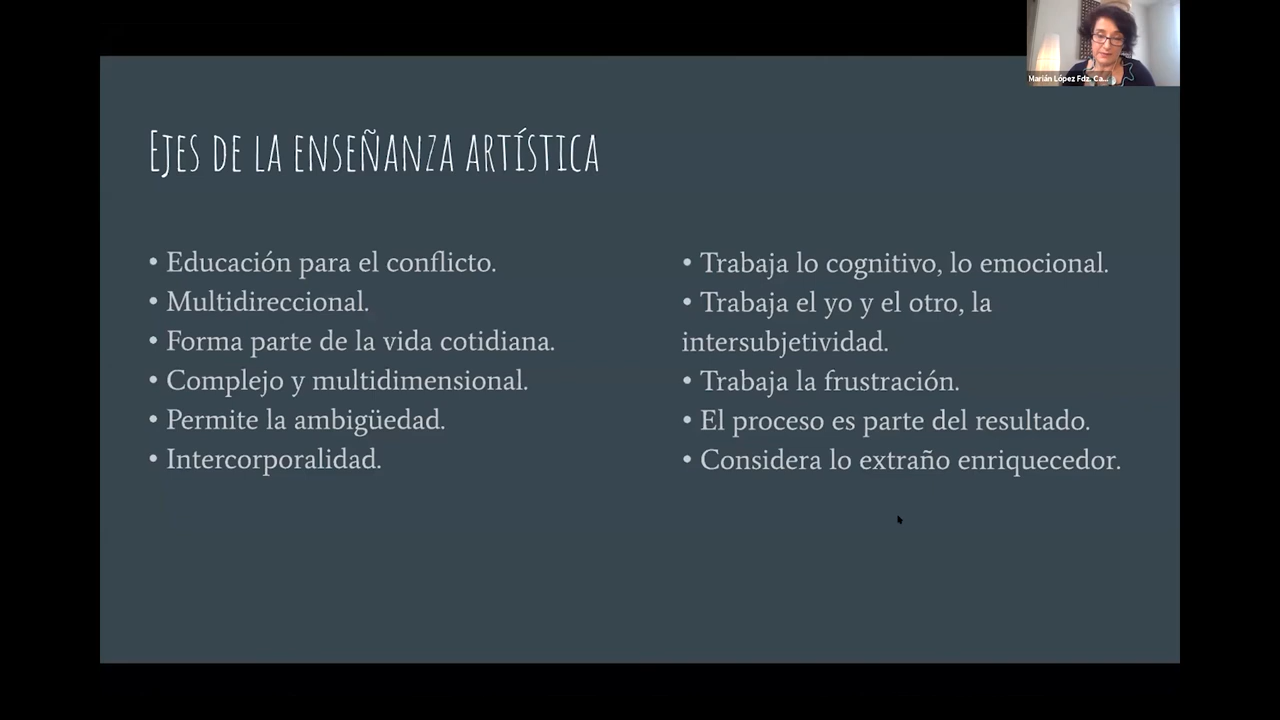 Marián López Fdz. Ca...
Ejes de la enseñanza artística
• Educación para el conflicto.
• Multidireccional.
• Forma parte de la vida cotidiana.
• Complejo y multidimensional.
• Permite la ambigüedad.
• Intercorporalidad.
• Trabaja lo cognitivo, lo emocional.
• Trabaja el yo y el otro, la
intersubjetividad.
• Trabaja la frustración.
• El proceso es parte del resultado.
• Considera lo extraño enriquecedor.